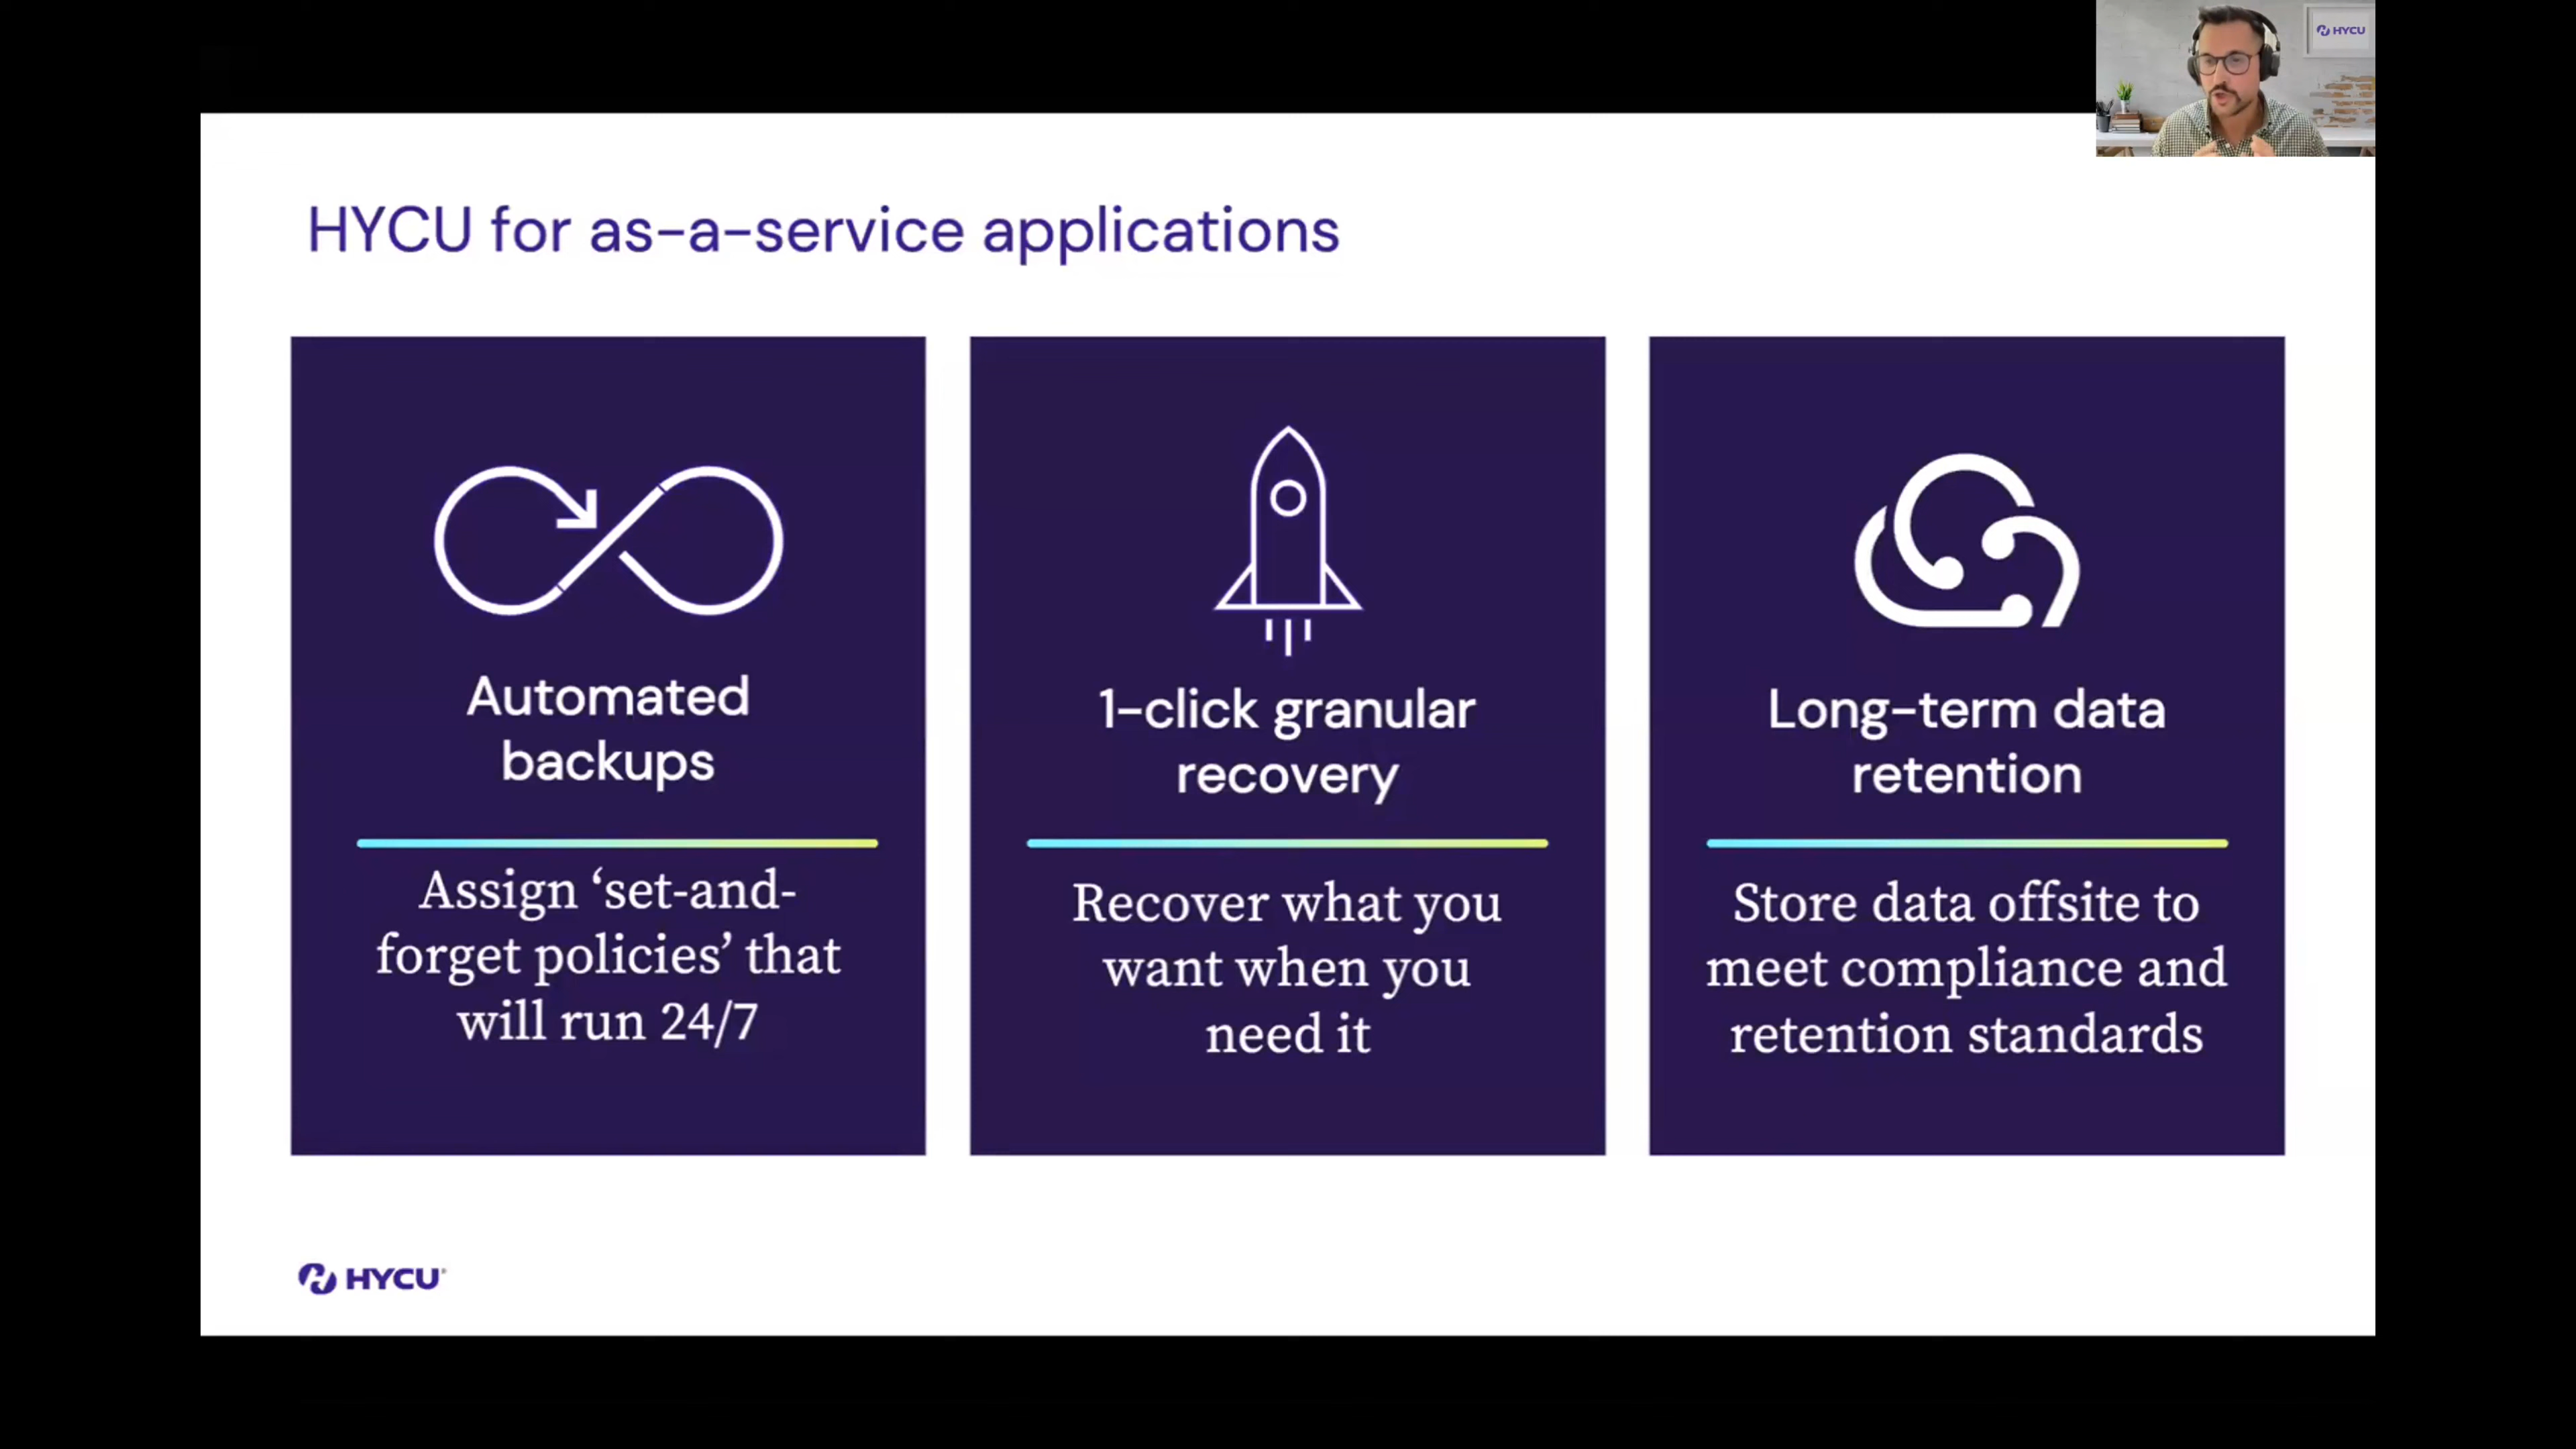 HYCU
HYCU for as-a-service applications
Automated
backups
Assign ‘set-and-
forget policies’ that
will run 24/7
1-click granular
recovery
Recover what you
want when you
need it
Long-term data
retention
Store data offsite to
meet compliance and
retention standards
HYCU